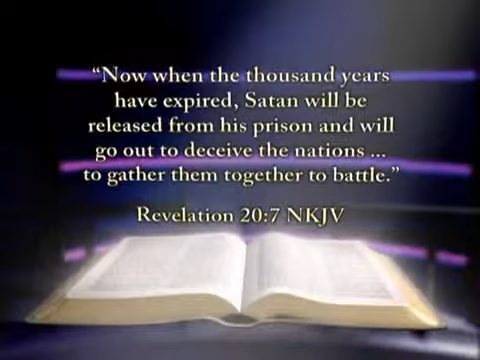 “Now when the thousand years
have expired, Satan will be
released from his prison and will
go out to deceive the nations ...
to gather them together to battle.”
Revelation 20:7 NKJV